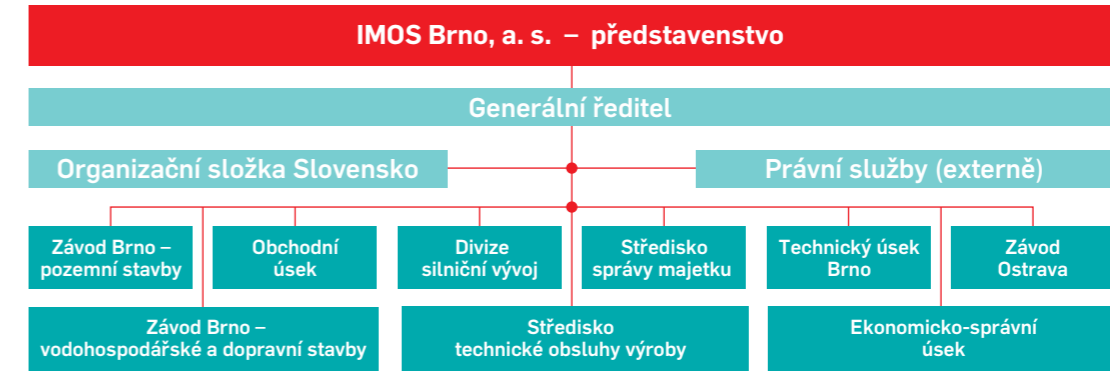 IMOS Brno, a. s. – představenstvo
Generální ředitel
Organizační složka Slovensko
Právní služby (externě)
Závod Brno –
pozemní stavby
Obchodní
úsek
Divize
silniční vývoj
Středisko
správy majetku
Technický úsek
Brno
Závod
Ostrava
Závod Brno –
vodohospodářské a dopravní stavby
Středisko
technické obsluhy výroby
Ekonomicko-správní
úsek